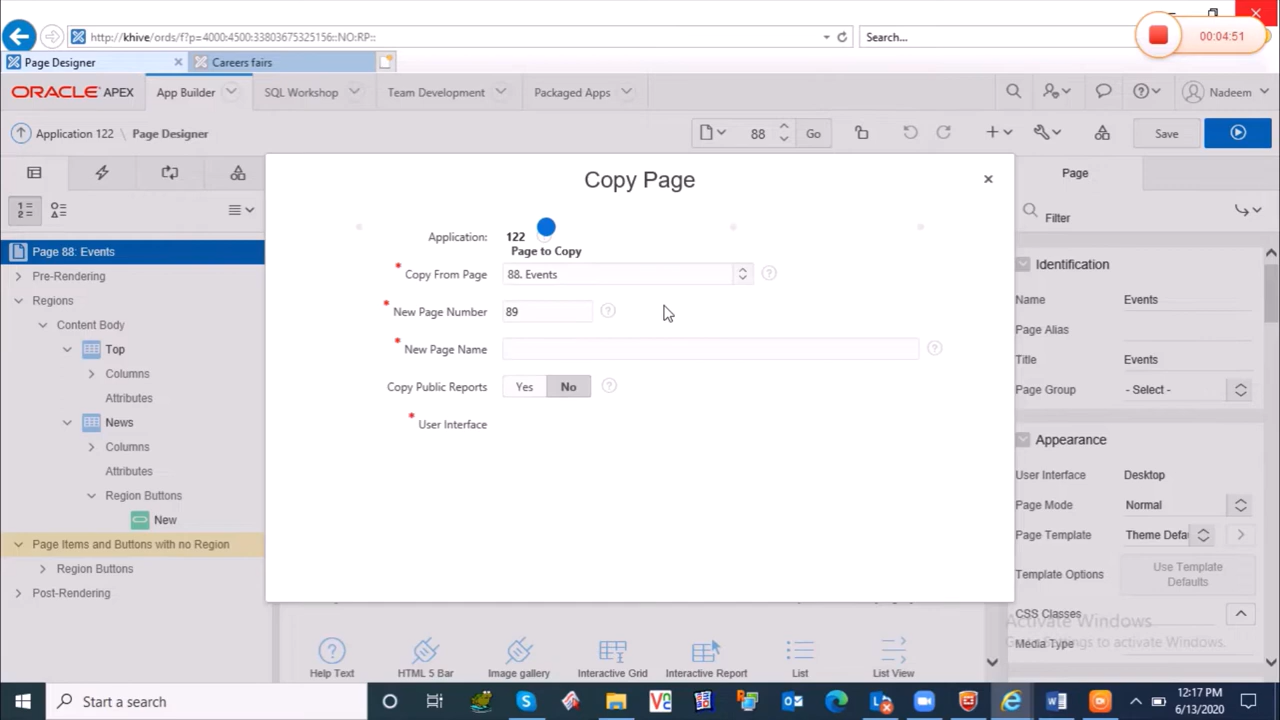 http://khive/ords/f?p=4000:4500:33803675325156::NO:RP::
Search...
00:04:51
Page Designer
Careers fairs
ORACLE APEX
App Builder
SQL Workshop
Team Development
Packaged Apps
Nadeem
Application 122 \ Page Designer
88
Go
Save
Page 88: Events
Pre-Rendering
Regions
Content Body
Top
Columns
Attributes
News
Columns
Attributes
Region Buttons
New
Page Items and Buttons with no Region
Region Buttons
Post-Rendering
Copy Page
Application: 122
Page to Copy
* Copy From Page 88. Events
* New Page Number 89
* New Page Name
Copy Public Reports Yes No
* User Interface
Help Text
HTML 5 Bar
Image gallery
Interactive Grid
Interactive Report
List
List View
Page
Filter
Identification
Name Events
Page Alias
Title Events
Page Group - Select -
Appearance
User Interface Desktop
Page Mode Normal
Page Template Theme Defa
Template Options Use Template Defaults
CSS Classes
Media Type
Activate Windows
Go to Settings to activate Windows.
Start a search
12:17 PM
6/13/2020